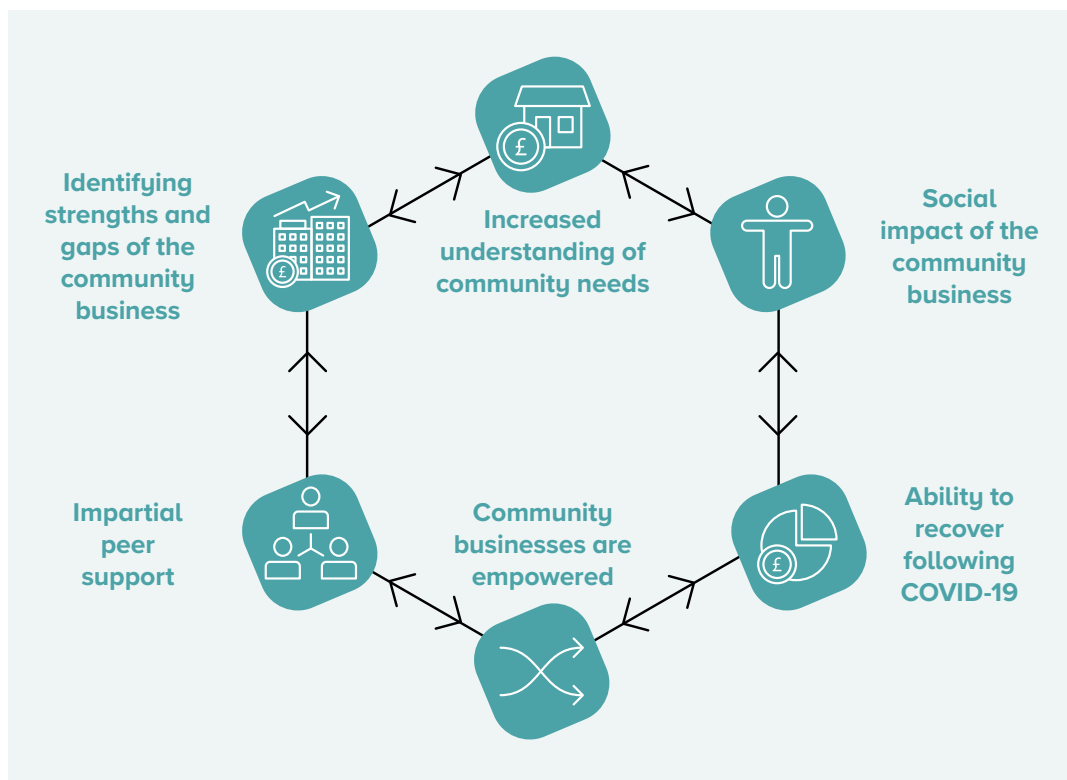 Identifying
strengths and
gaps of the
community
business
£
£
Increased
understanding of
community needs
Social
impact of the
community
business
Impartial
peer
support
Community
businesses are
empowered
Ability to
recover
following
COVID-19
£